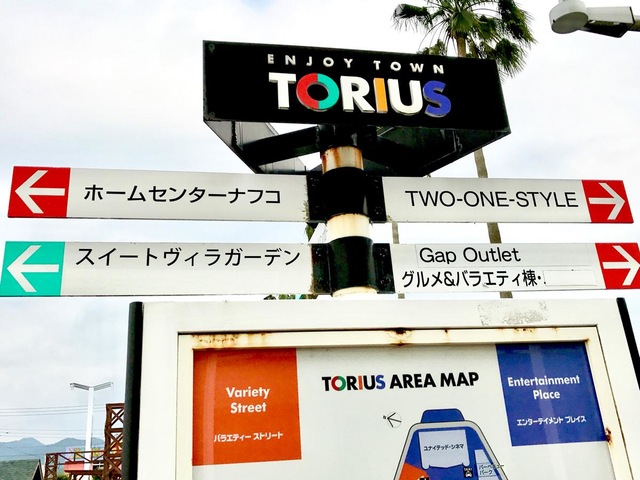 ENJOY TOWN
TORIUS
ホームセンターナフコ
TWO-ONE-STYLE
スイートヴィラガーデン
Gap Outlet
グルメ&バラエティ棟・
Variety
Street
バラエティー ストリート
TORIUS AREA MAP
Entertainment
Place
エンターテイメント プレイス
ユナイテッド・シネマ